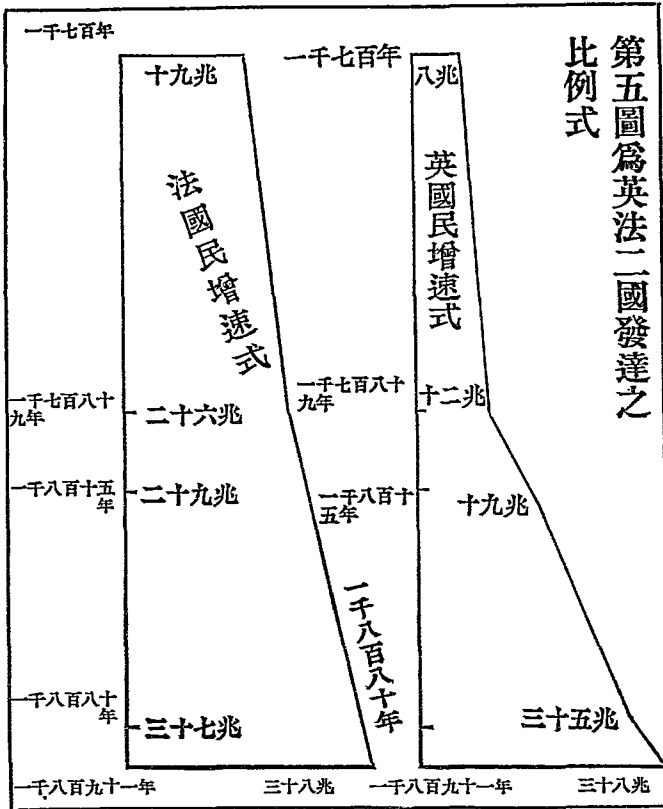 第五圖爲英法二國發達之
比例式
一千七百年
八兆
英國民增速式
一千七百八十
九年
十二兆
一千八百十
五年
十九兆
一千八百八十年
三十五兆
一千八百九十一年
三十八兆
一千七百年
十九兆
法國民增速式
一千七百八十
九年
二十六兆
一千八百十五
年
二十九兆
一千八百八十
年
三十七兆
一千八百九十一年
三十八兆